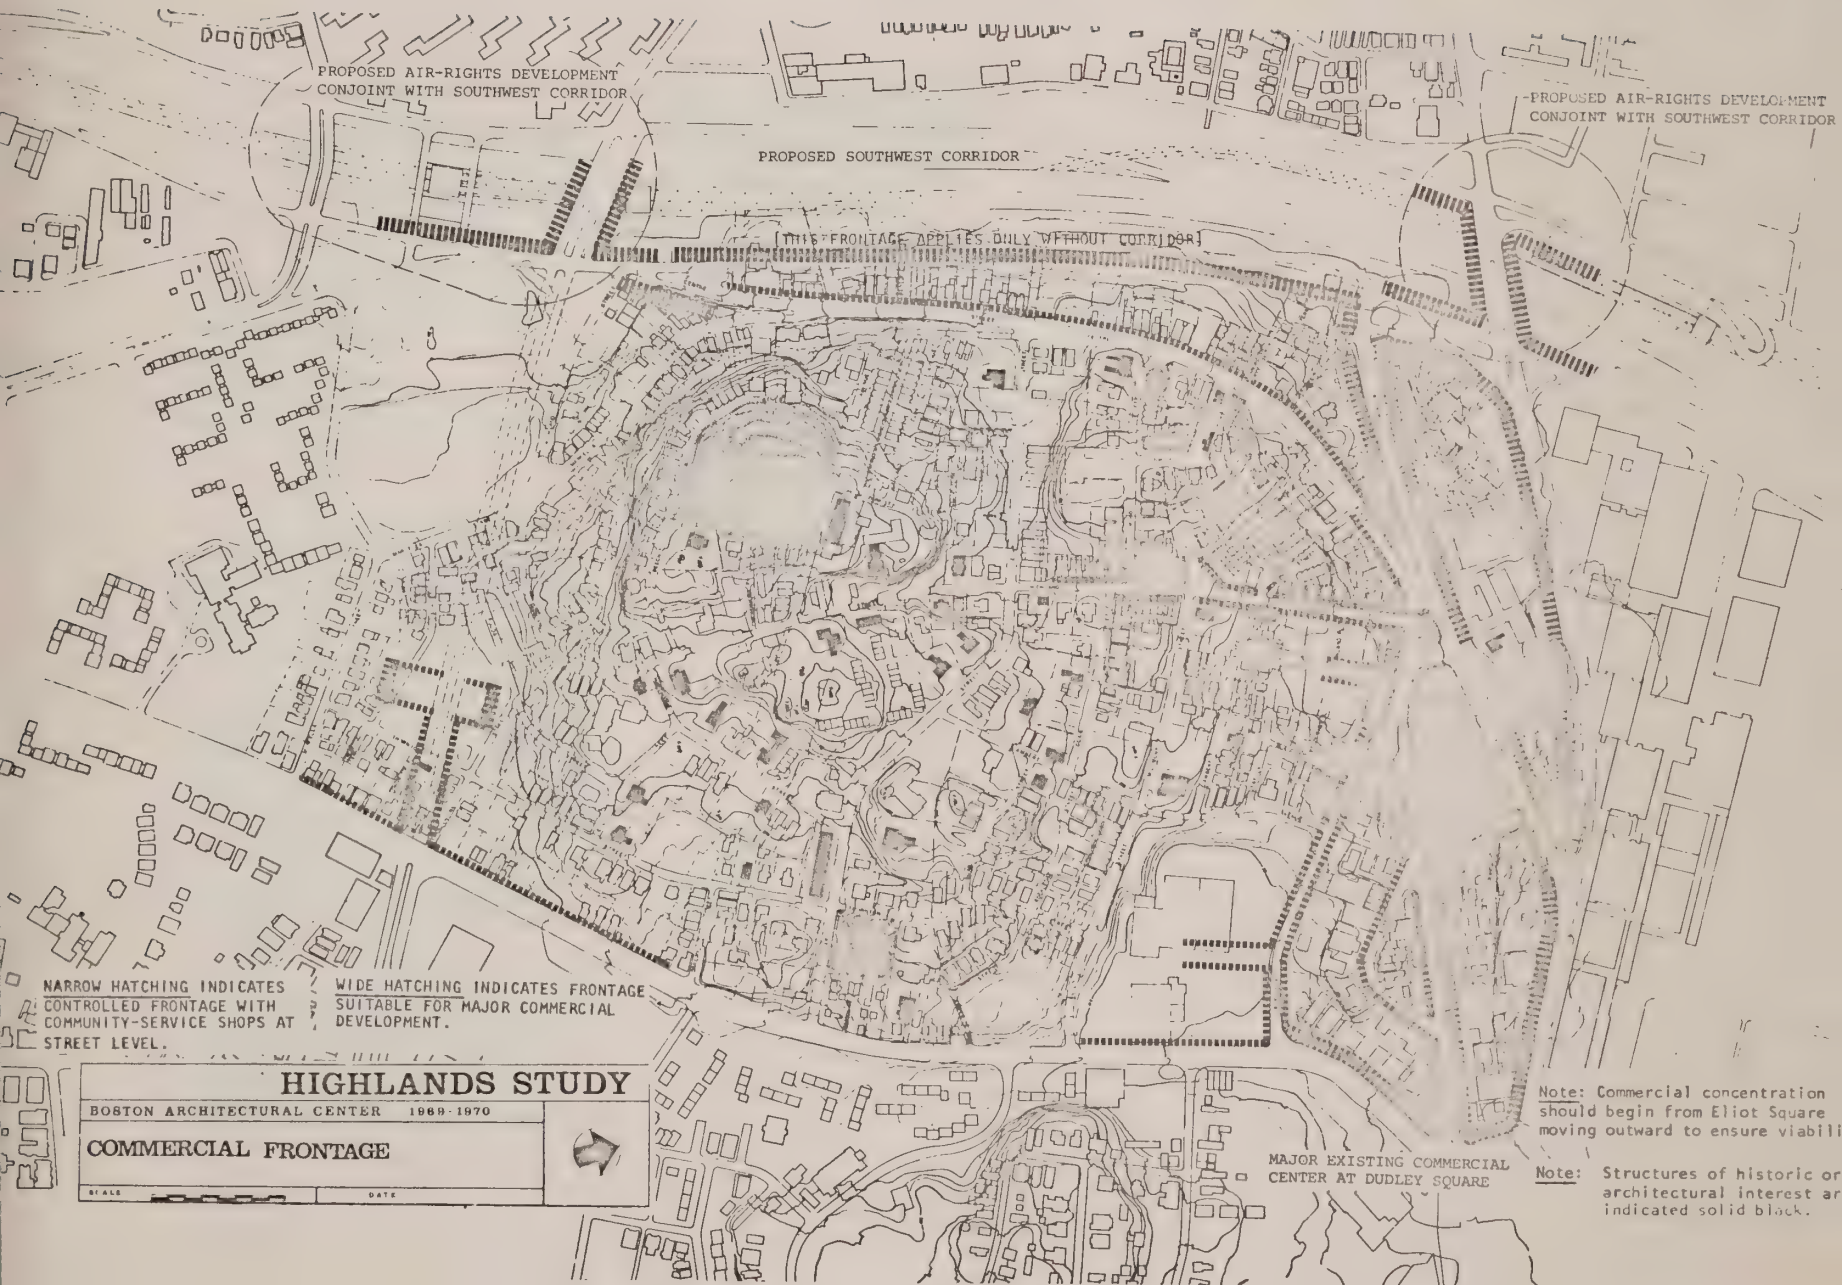 PROPOSED AIR-RIGHTS DEVELOPMENT
CONJOINT WITH SOUTHWEST CORRIDOR
PROPOSED AIR-RIGHTS DEVELOPMENT
CONJOINT WITH SOUTHWEST CORRIDOR
PROPOSED SOUTHWEST CORRIDOR
[THIS FRONTAGE APPLIES ONLY WITHOUT CORRIDOR]
NARROW HATCHING INDICATES
CONTROLLED FRONTAGE WITH
COMMUNITY-SERVICE SHOPS AT
STREET LEVEL.
WIDE HATCHING INDICATES FRONTAGE
SUITABLE FOR MAJOR COMMERCIAL
DEVELOPMENT.
HIGHLANDS STUDY
BOSTON ARCHITECTURAL CENTER 1969-1970
COMMERCIAL FRONTAGE
SCALE
DATE
MAJOR EXISTING COMMERCIAL
CENTER AT DUDLEY SQUARE
Note: Commercial concentration
should begin from Eliot Square
moving outward to ensure viabili
Note: Structures of historic or
architectural interest ar
indicated solid black.